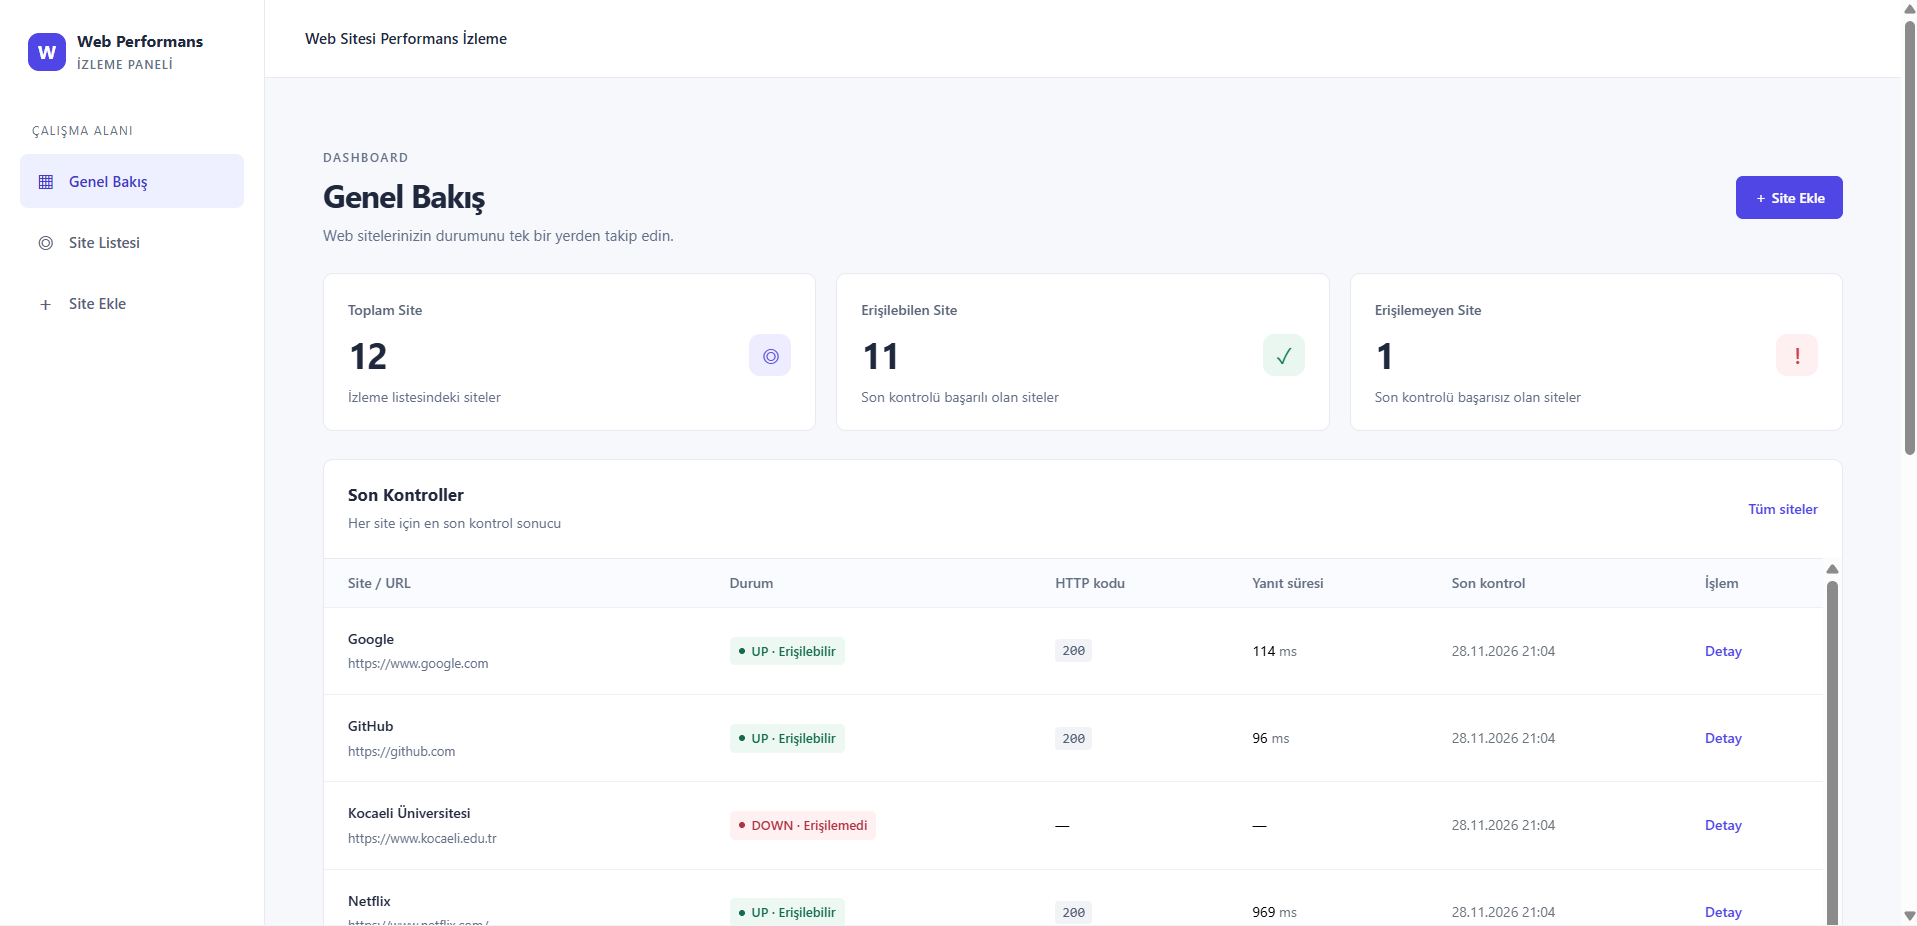 W
Web Performans
İZLEME PANELİ
ÇALIŞMA ALANI
Genel Bakış
Site Listesi
+ Site Ekle
Web Sitesi Performans İzleme
DASHBOARD
Genel Bakış
Web sitelerinizin durumunu tek bir yerden takip edin.
+ Site Ekle
Toplam Site
12
İzleme listesindeki siteler
Erişilebilen Site
11
✓
Son kontrolü başarılı olan siteler
Erişilemeyen Site
1
!
Son kontrolü başarısız olan siteler
Son Kontroller
Her site için en son kontrol sonucu
Tüm siteler
Site / URL Durum HTTP kodu Yanıt süresi Son kontrol İşlem
Google
https://www.google.com
UP · Erişilebilir 200 114 ms 28.11.2026 21:04 Detay
GitHub
https://github.com
UP · Erişilebilir 200 96 ms 28.11.2026 21:04 Detay
Kocaeli Üniversitesi
https://www.kocaeli.edu.tr
DOWN · Erişilemedi — — 28.11.2026 21:04 Detay
Netflix
https://www.netflix.com/
UP · Erişilebilir 200 969 ms 28.11.2026 21:04 Detay